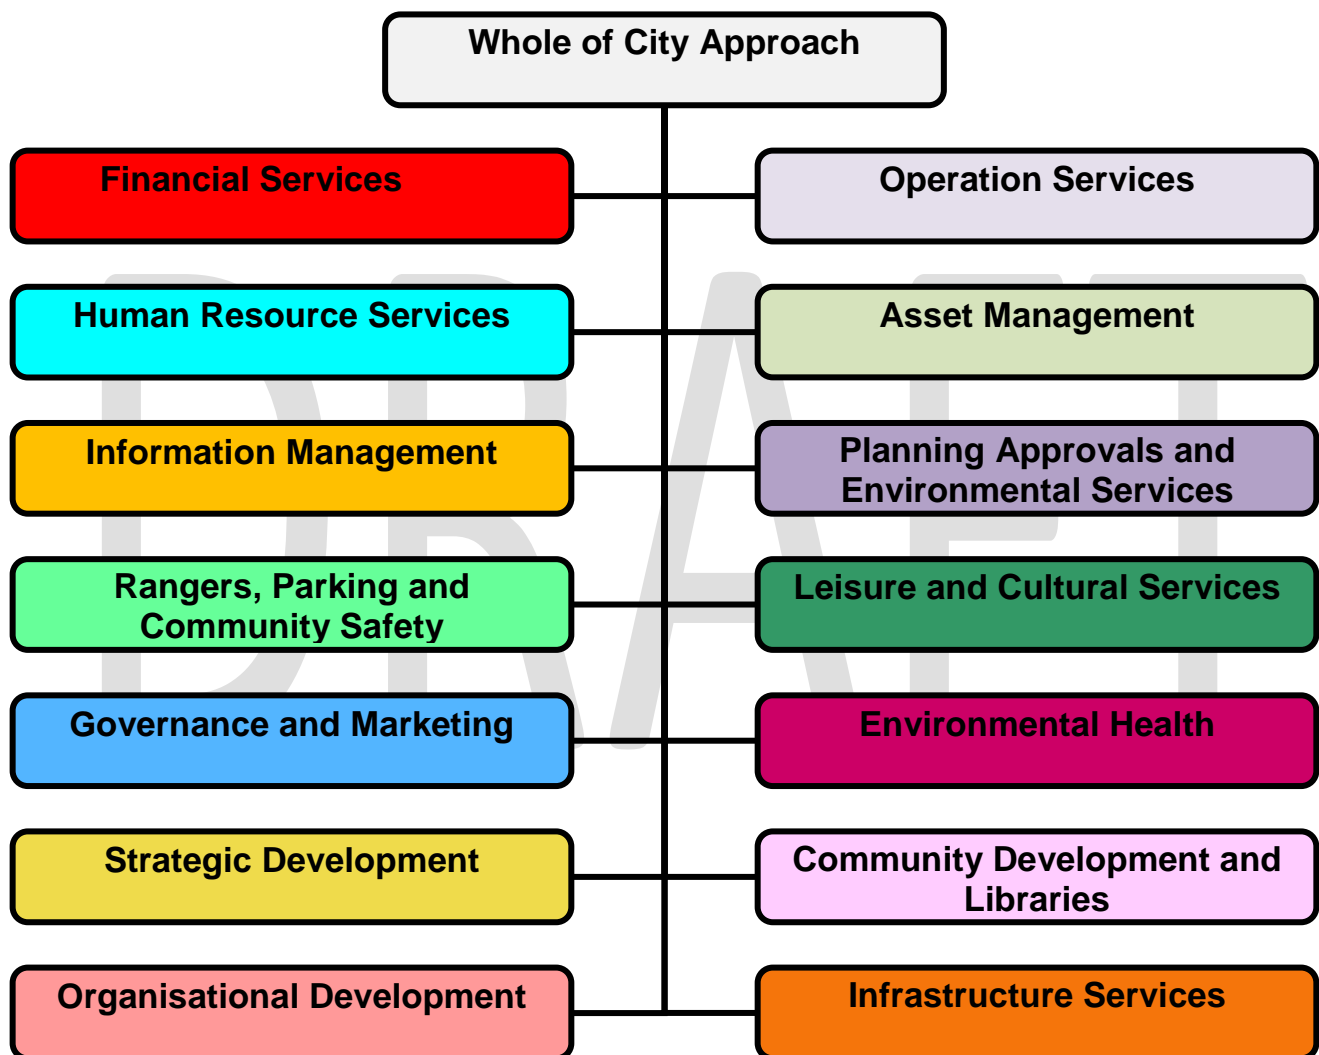 Whole of City Approach
Financial Services
Operation Services
Human Resource Services
Asset Management
Information Management
Planning Approvals and
Environmental Services
Rangers, Parking and
Community Safety
Leisure and Cultural Services
Governance and Marketing
Environmental Health
Strategic Development
Community Development and
Libraries
Organisational Development
Infrastructure Services
DRAFT